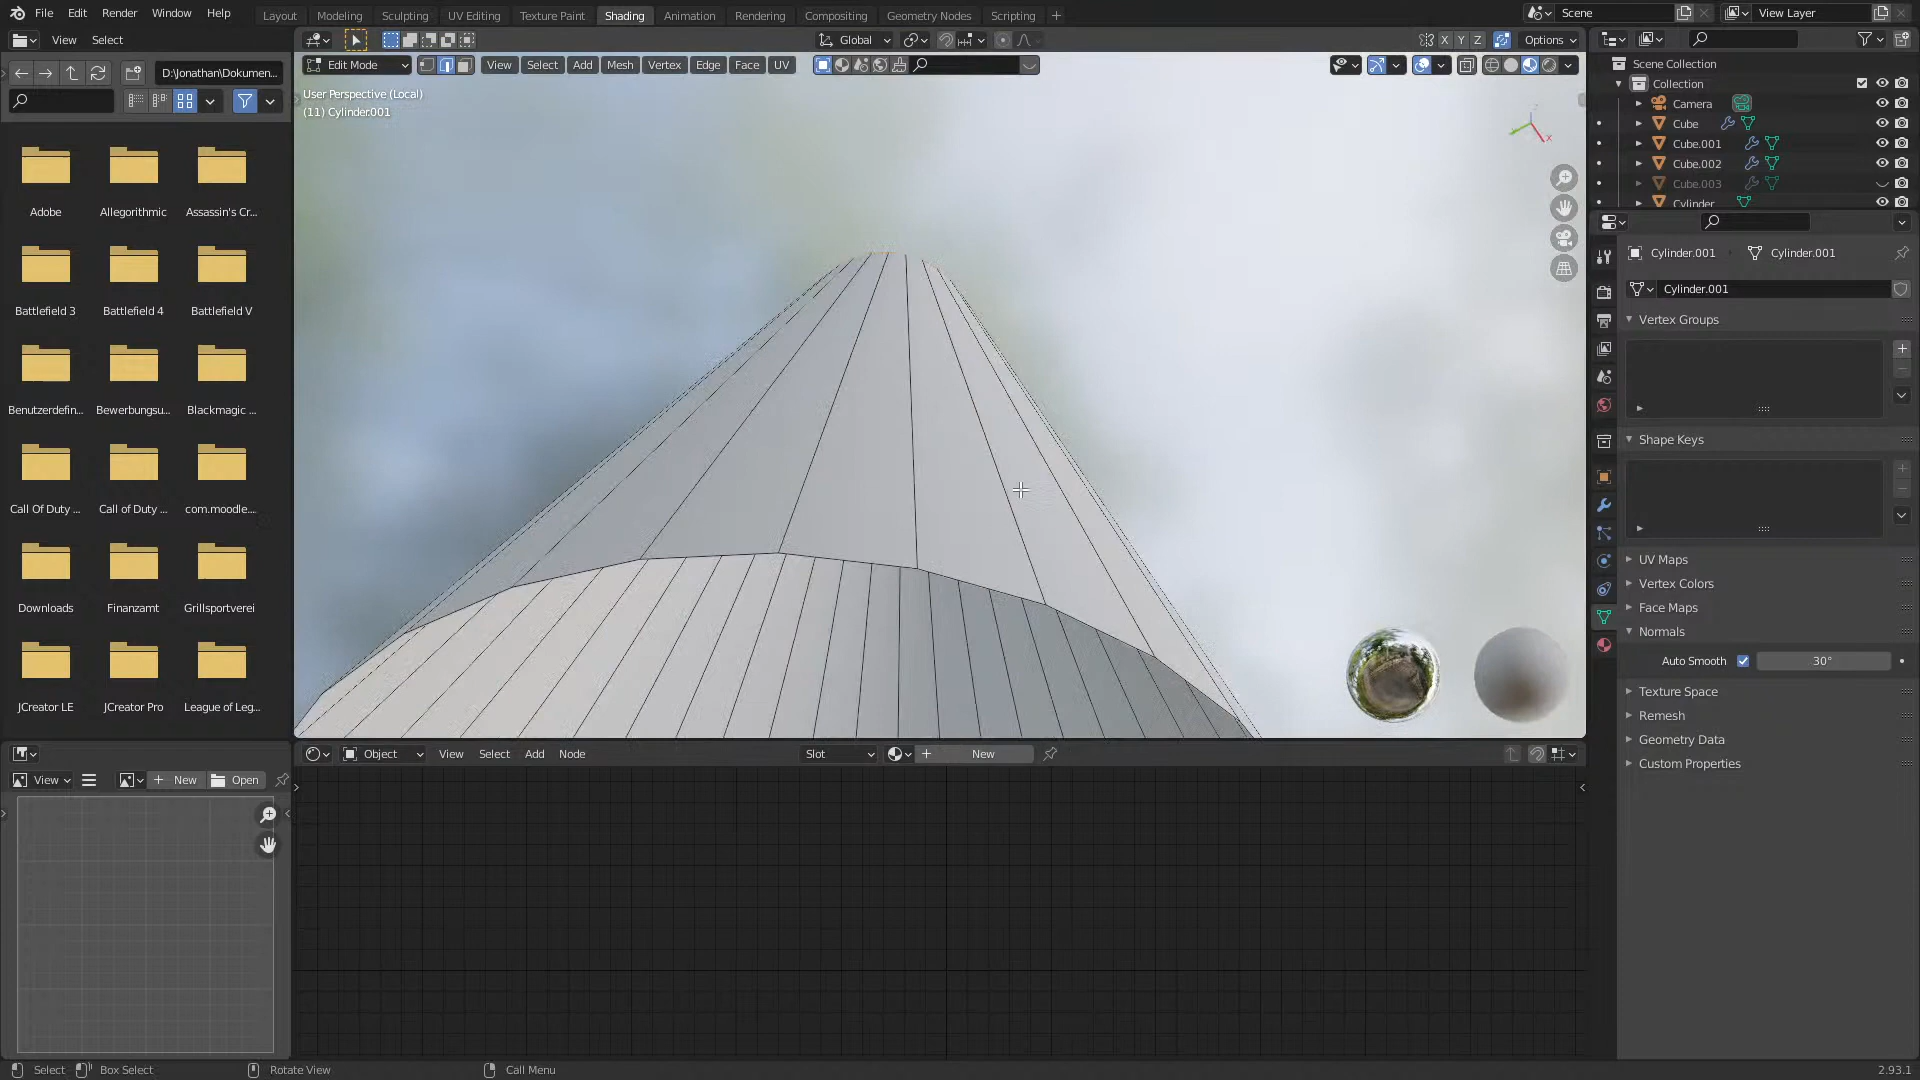 File Edit Render Window Help
Layout Modeling Sculpting UV Editing Texture Paint Shading Animation Rendering Compositing Geometry Nodes Scripting +
Scene
View Layer
View Select
Global
X Y Z
Options
D:\Jonathan\Dokumen...
Edit Mode
View Select Add Mesh Vertex Edge Face UV
User Perspective (Local)
(11) Cylinder.001
Z
X
Adobe
Allegorithmic
Assassin's Cr...
Battlefield 3
Battlefield 4
Battlefield V
Benutzerdefin...
Bewerbungsu...
Blackmagic ...
Call Of Duty ...
Call of Duty ...
com.moodle....
Downloads
Finanzamt
Grillsportverei
JCreator LE
JCreator Pro
League of Leg...
Scene Collection
Collection
Camera
Cube
Cube.001
Cube.002
Cube.003
Cylinder
Cylinder.001
Cylinder.001
Cylinder.001
Vertex Groups
Shape Keys
UV Maps
Vertex Colors
Face Maps
Normals
Auto Smooth 30°
Texture Space
Remesh
Geometry Data
Custom Properties
Object View Select Add Node
Slot
New
View
New
Open
Select
Box Select
Rotate View
Call Menu
2.93.1